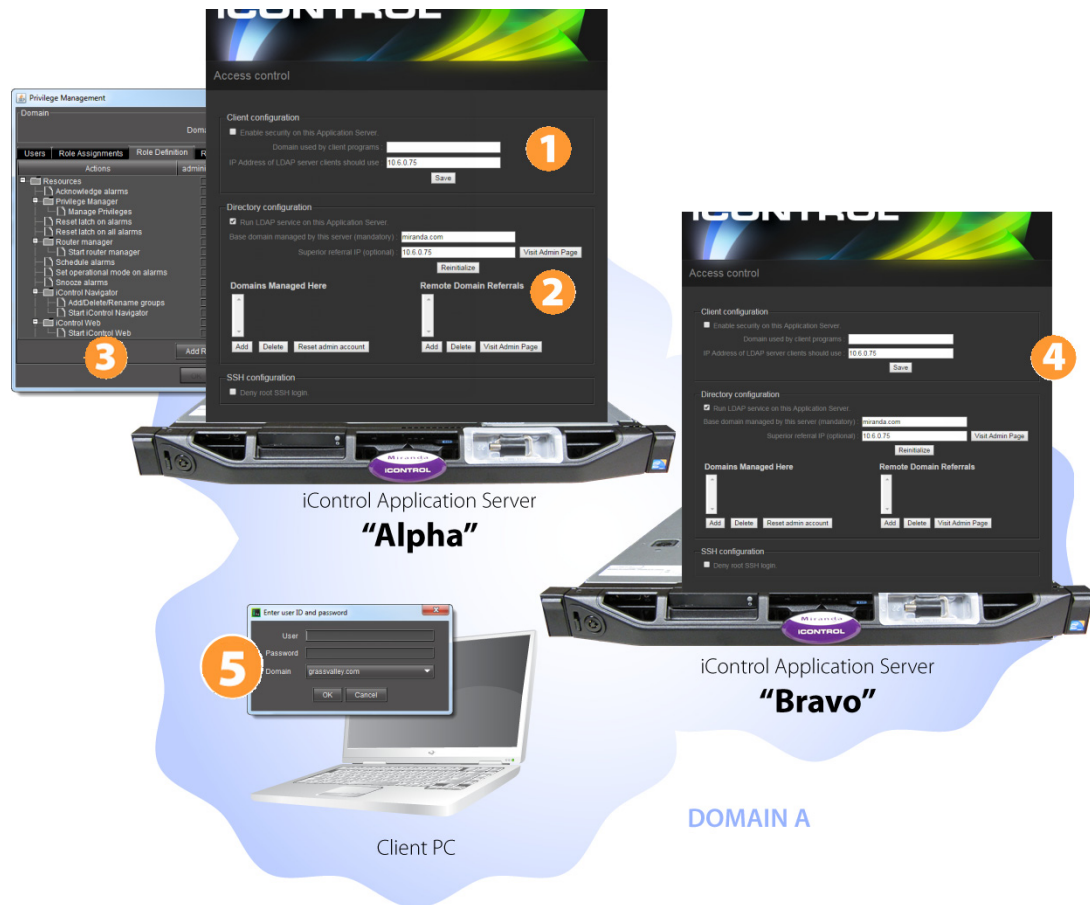 iCONTROL
Access control
Client configuration
Enable security on this Application Server.
Domain used by client programs
IP Address of LDAP server clients should use 10.6.0.75
Save
1
Directory configuration
Run LDAP service on this Application Server.
Base domain managed by this server (mandatory) miranda.com
Superior referral IP (optional) 10.6.0.75 Visit Admin Page
Reinitialize
2
Domains Managed Here Remote Domain Referrals
Add Delete Reset admin account Add Delete Visit Admin Page
SSH configuration
Deny root SSH login.
Privilege Management
Domain
Users Role Assignments Role Definition
Actions
Resources
Acknowledge alarms
Privilege Manager
Manage Privileges
Reset latch on alarms
Reset latch on all alarms
Router manager
Start router manager
Schedule alarms
Set operational mode on alarms
Snooze alarms
iControl Navigator
Add/Delete/Rename groups
Start iControl Navigator
iControl Web
Start iControl Web
3
Add R
Miranda
iCONTROL
iControl Application Server
“Alpha”
iCONTROL
Access control
Client configuration
Enable security on this Application Server.
Domain used by client programs
IP Address of LDAP server clients should use 10.6.0.75
Save
4
Directory configuration
Run LDAP service on this Application Server.
Base domain managed by this server (mandatory) miranda.com
Superior referral IP (optional) 10.6.0.75 Visit Admin Page
Reinitialize
Domains Managed Here Remote Domain Referrals
Add Delete Reset admin account Add Delete Visit Admin Page
SSH configuration
Deny root SSH login.
Miranda
iCONTROL
iControl Application Server
“Bravo”
Enter user ID and password
User
Password
Domain grassvalley.com
OK Cancel
5
Client PC
DOMAIN A